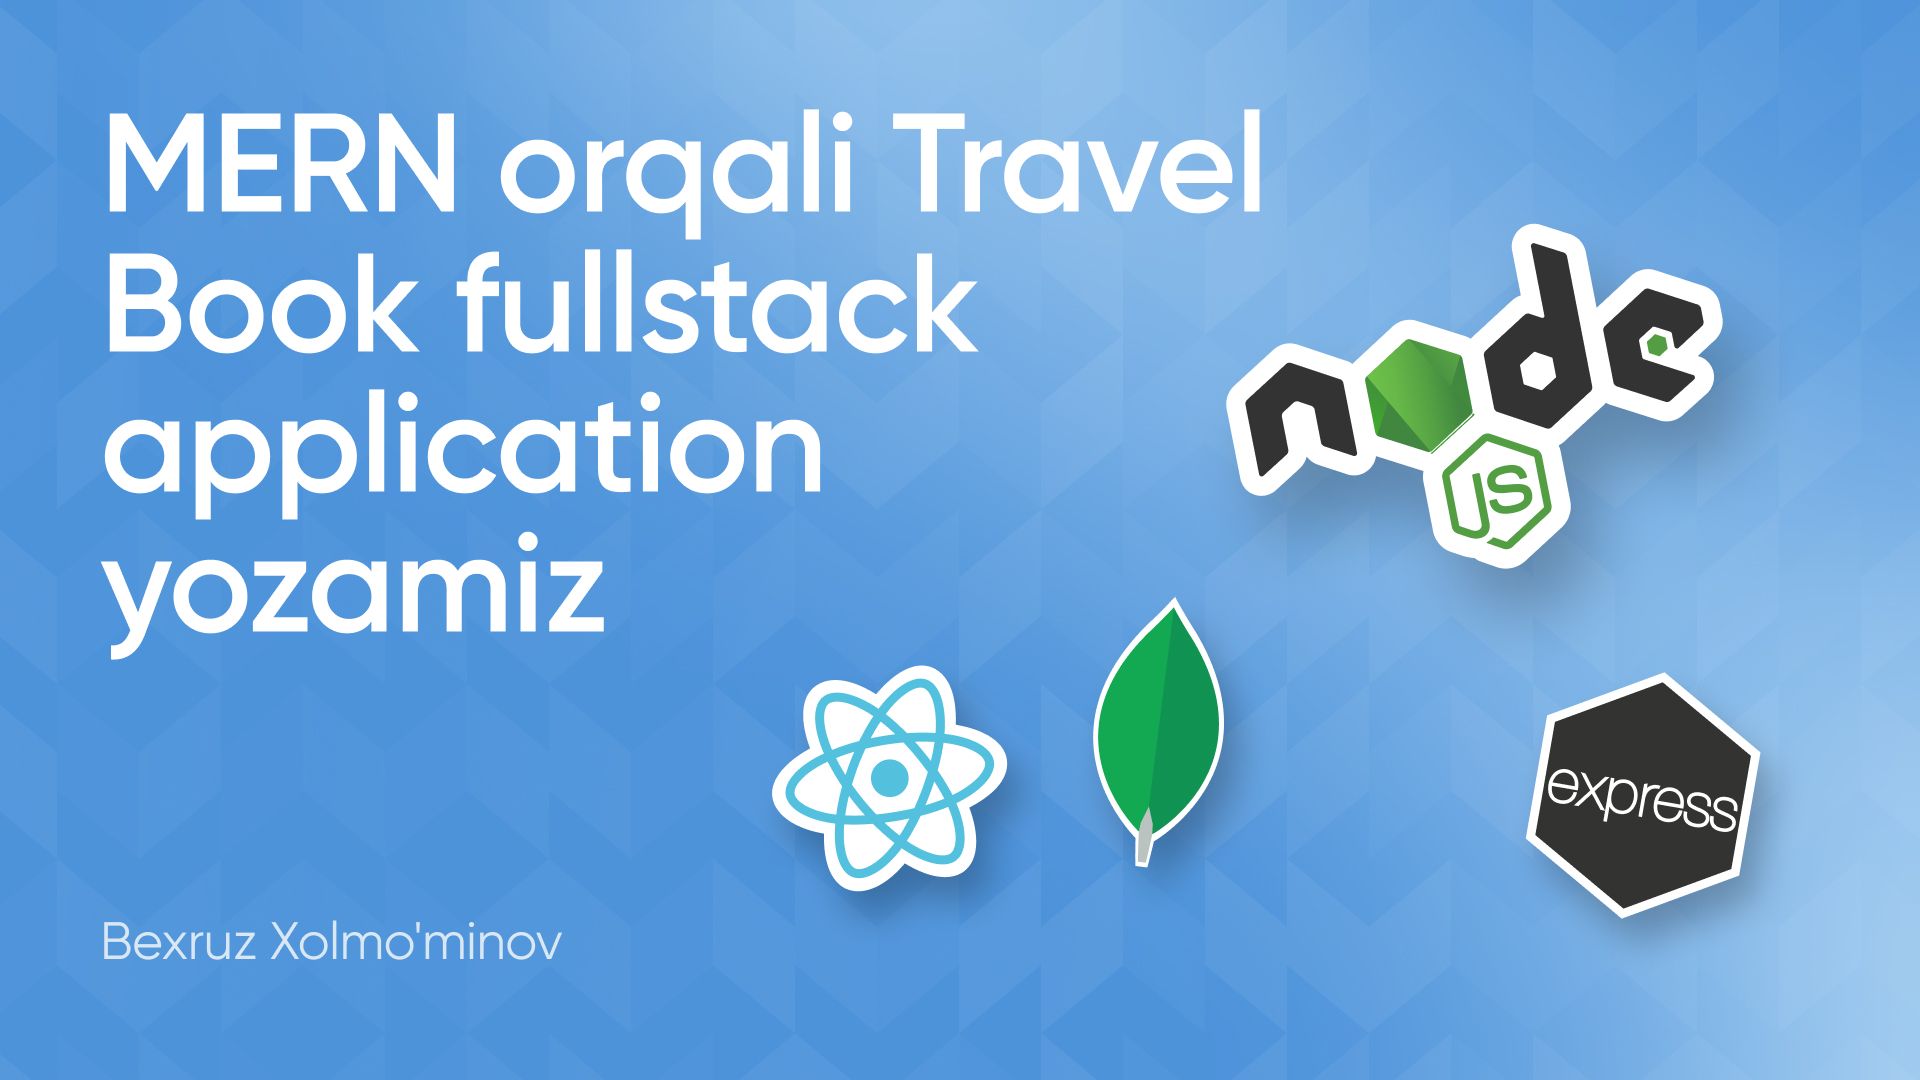 MERN orqali Travel
Book fullstack
application
yozamiz
node
JS
express
Bexruz Xolmo'minov